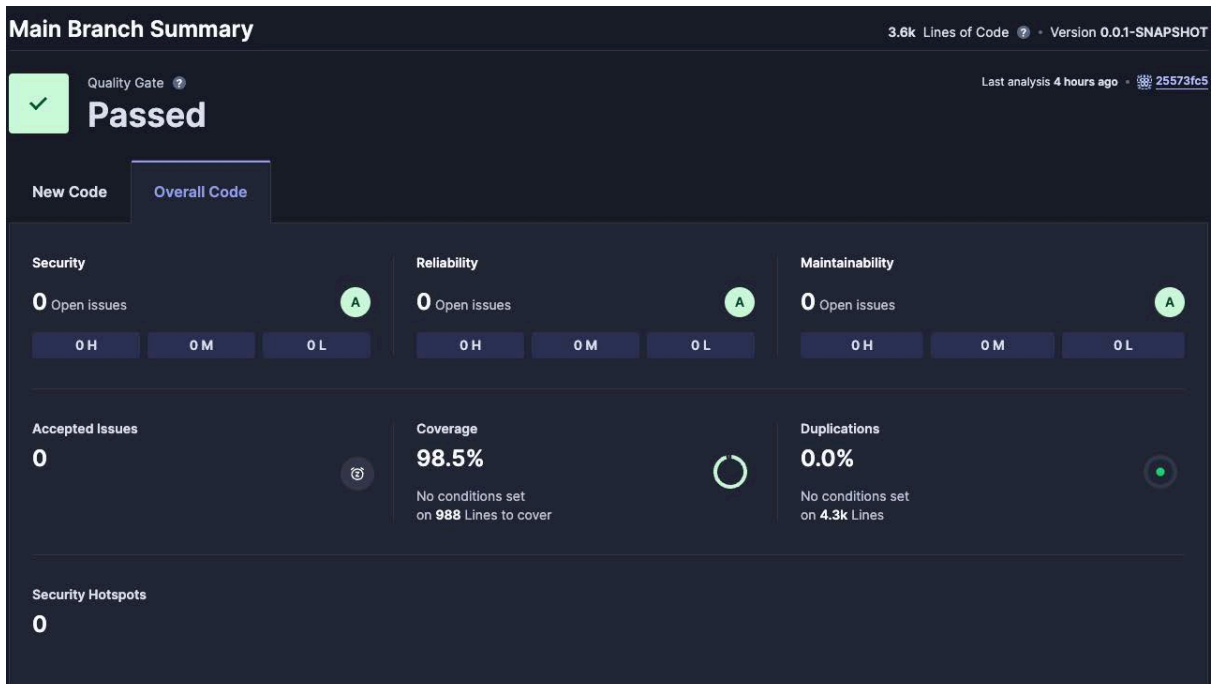 Main Branch Summary
3.6k Lines of Code ? • Version 0.0.1-SNAPSHOT
Quality Gate ?
Last analysis 4 hours ago • 25573fc5
Passed
New Code
Overall Code
Security
Reliability
Maintainability
0 Open issues A
0 Open issues A
0 Open issues A
0 H 0 M 0 L
0 H 0 M 0 L
0 H 0 M 0 L
Accepted Issues
0
Coverage
98.5%
No conditions set
on 988 Lines to cover
Duplications
0.0%
No conditions set
on 4.3k Lines
Security Hotspots
0